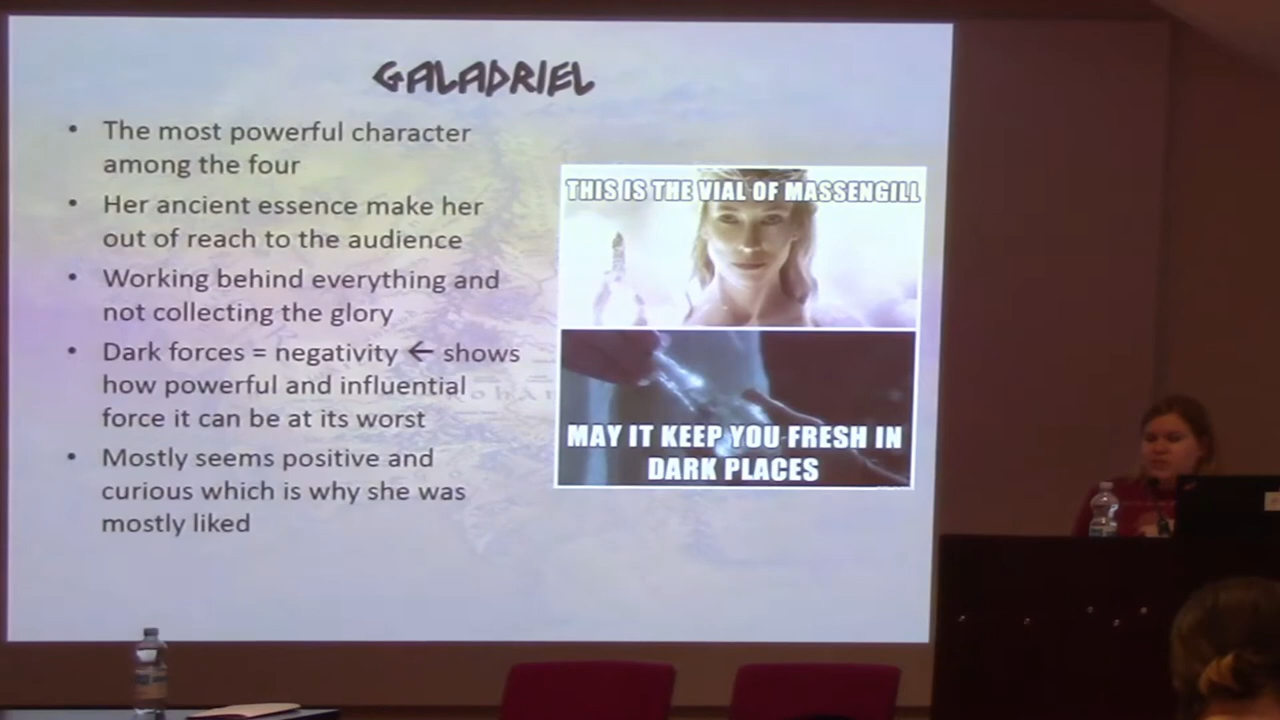 GALADRIEL
• The most powerful character
among the four
• Her ancient essence make her
out of reach to the audience
• Working behind everything and
not collecting the glory
• Dark forces = negativity ← shows
how powerful and influential
force it can be at its worst
• Mostly seems positive and
curious which is why she was
mostly liked
THIS IS THE VIAL OF MASSENGILL
MAY IT KEEP YOU FRESH IN
DARK PLACES